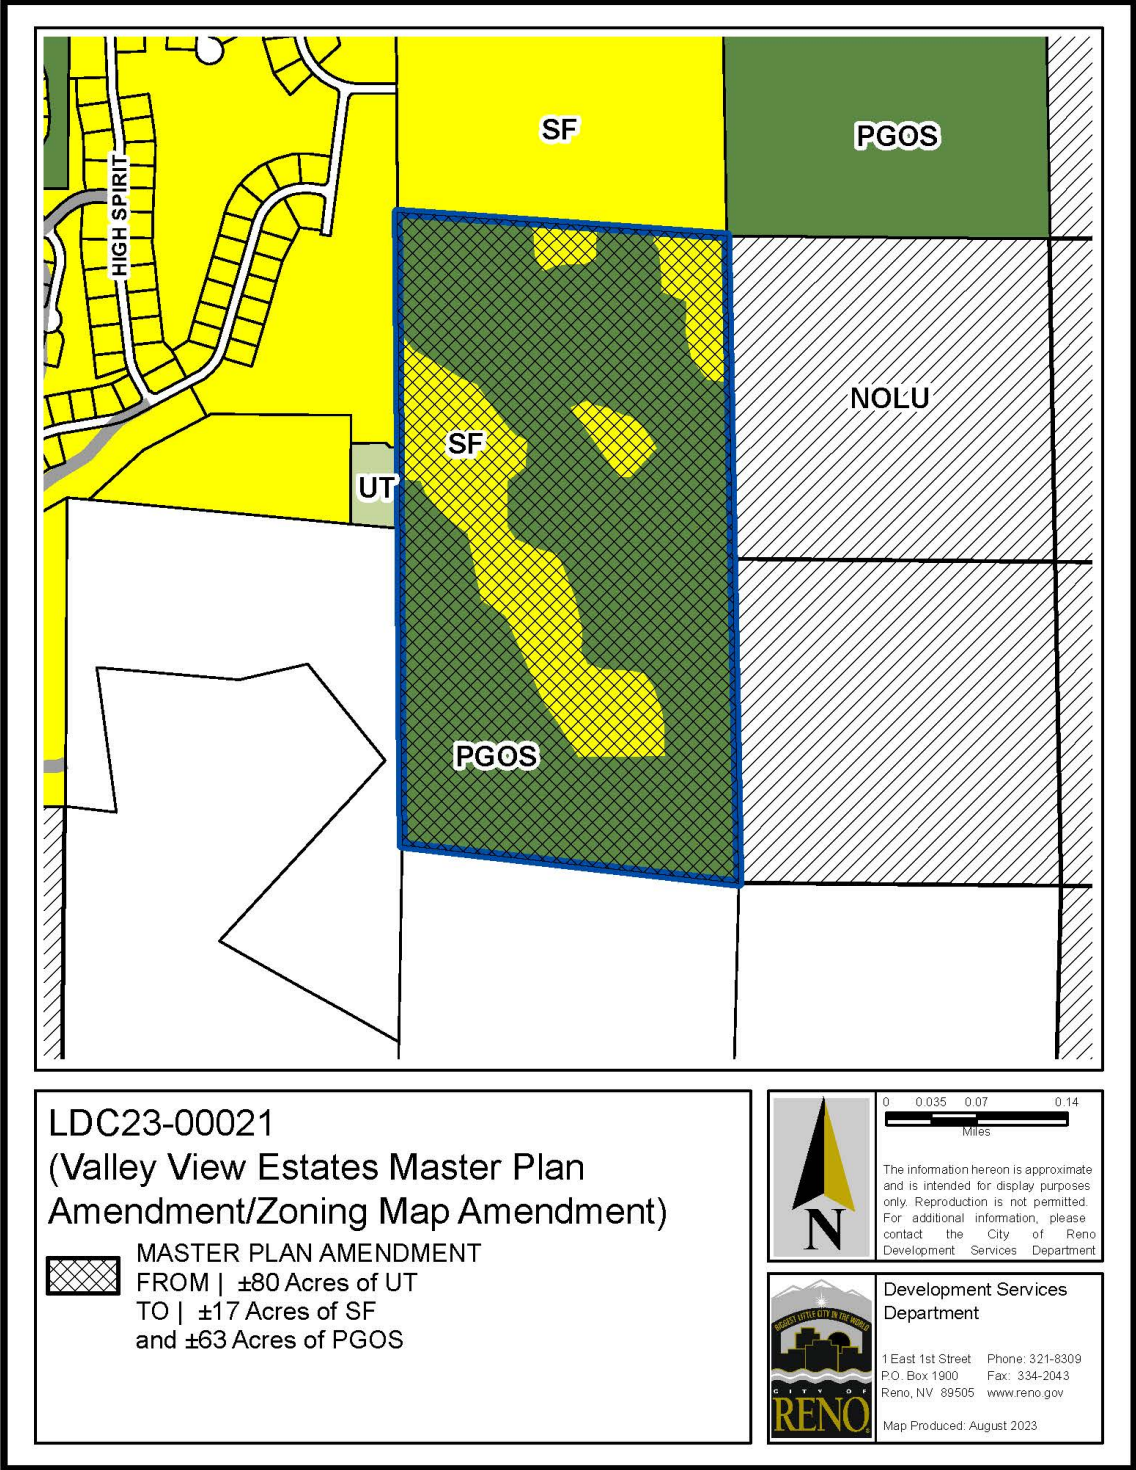 SF
PGOS
HIGH SPIRIT
NOLU
SF
UT
PGOS
LDC23-00021
(Valley View Estates Master Plan
Amendment/Zoning Map Amendment)
MASTER PLAN AMENDMENT
FROM | ±80 Acres of UT
TO | ±17 Acres of SF
and ±63 Acres of PGOS
N
0 0.035 0.07 0.14
Miles
The information hereon is approximate
and is intended for display purposes
only. Reproduction is not permitted.
For additional information, please
contact the City of Reno
Development Services Department
BIGGEST LITTLE CITY IN THE WORLD
CITY OF
RENO
Development Services
Department
1 East 1st Street Phone: 321-8309
P.O. Box 1900 Fax: 334-2043
Reno, NV 89505 www.reno.gov
Map Produced: August 2023